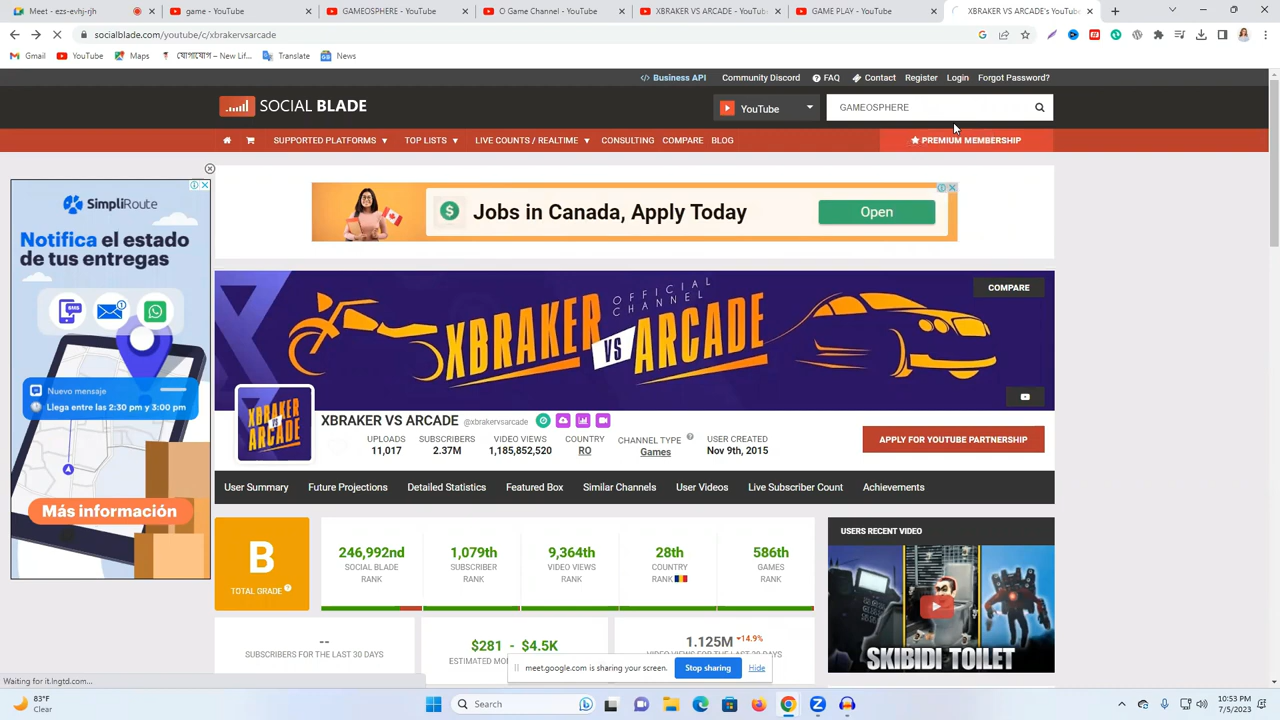 Meet - ezs-evhj-rjh
game - YouTube
GAMEOSPHERE - YouTube
O Game Channel - YouTube
XBRAKER VS ARCADE - YouTube
GAME PLAY - YouTube
XBRAKER VS ARCADE's YouTube
socialblade.com/youtube/c/xbrakervsarcade
Gmail
YouTube
Maps
Translate
News
</> Business API
Community Discord
FAQ
Contact
Register
Login
Forgot Password?
SOCIAL BLADE
YouTube
GAMEOSPHERE
SUPPORTED PLATFORMS
TOP LISTS
LIVE COUNTS / REALTIME
CONSULTING
COMPARE
BLOG
PREMIUM MEMBERSHIP
SimpliRoute
Notifica el estado
de tus entregas
SMS
Nuevo mensaje
Llega entre las 2:30 pm y 3:00 pm
Más información
$
Jobs in Canada, Apply Today
Open
OFFICIAL
CHANNEL
XBRAKER VS ARCADE
COMPARE
XBRAKER
VS
ARCADE
XBRAKER VS ARCADE @xbrakervsarcade
UPLOADS
11,017
SUBSCRIBERS
2.37M
VIDEO VIEWS
1,185,852,520
COUNTRY
RO
CHANNEL TYPE
Games
USER CREATED
Nov 9th, 2015
APPLY FOR YOUTUBE PARTNERSHIP
User Summary
Future Projections
Detailed Statistics
Featured Box
Similar Channels
User Videos
Live Subscriber Count
Achievements
B
TOTAL GRADE
246,992nd
SOCIAL BLADE
RANK
1,079th
SUBSCRIBER
RANK
9,364th
VIDEO VIEWS
RANK
28th
COUNTRY
RANK
586th
GAMES
RANK
USERS RECENT VIDEO
SKIBIDI TOILET
--
SUBSCRIBERS FOR THE LAST 30 DAYS
$281 - $4.5K
1.125M -14.9%
meet.google.com is sharing your screen.
Stop sharing
Hide
Waiting for it.lngtd.com...
83°F
Clear
Search
10:53 PM
7/5/2023